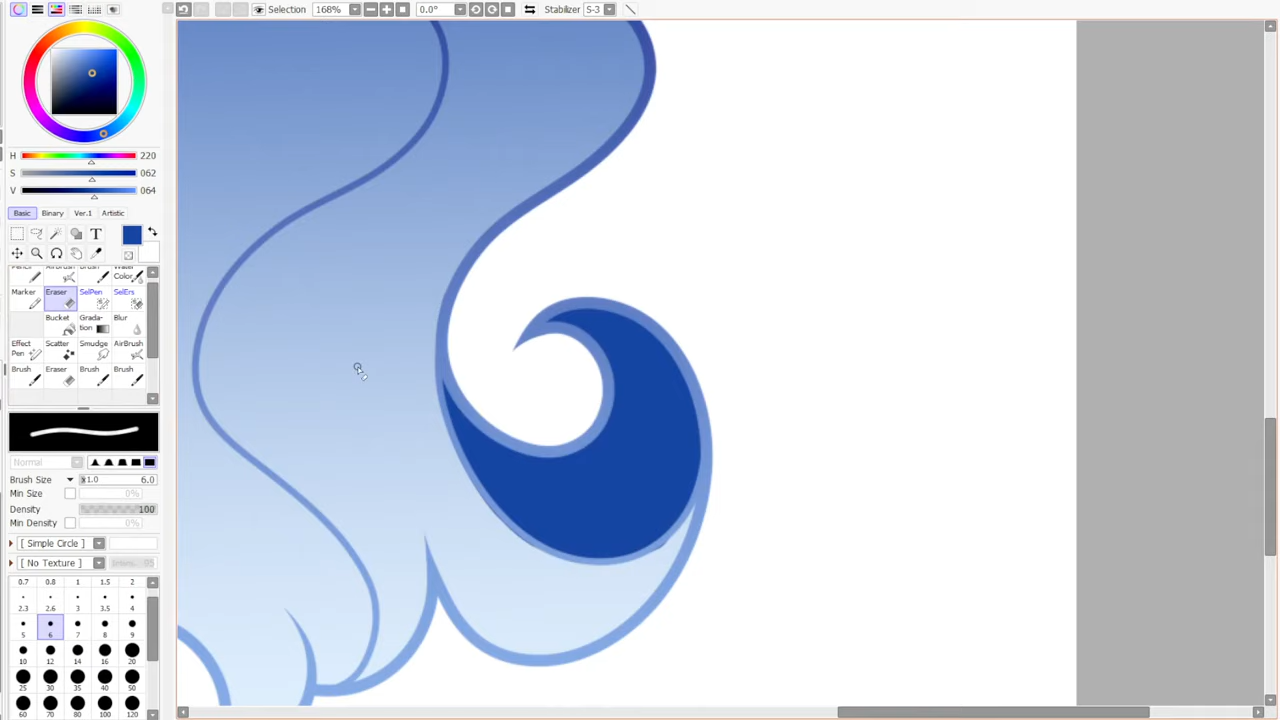 Selection 168% 0.0° Stabilizer S-3
H 220
S 062
V 064
Basic Binary Ver.1 Artistic
T
Water
Color
Marker Eraser SelPen SelErs
Bucket Grada-tion Blur
Effect Pen Scatter Smudge AirBrush
Brush Eraser Brush Brush
Normal
Brush Size x1.0 6.0
Min Size 0%
Density 100
Min Density 0%
[ Simple Circle ]
[ No Texture ]
0.7 0.8 1 1.5 2
2.3 2.6 3 3.5 4
5 6 7 8 9
10 12 14 16 20
25 30 35 40 50
60 70 80 100 120